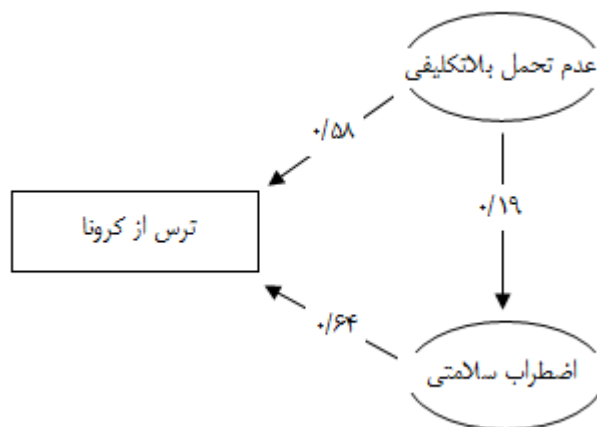 عدم تحمل بلاتکلیفی
۰/۵۸
ترس از کرونا
۰/۱۹
۰/۶۴
اضطراب سلامتی